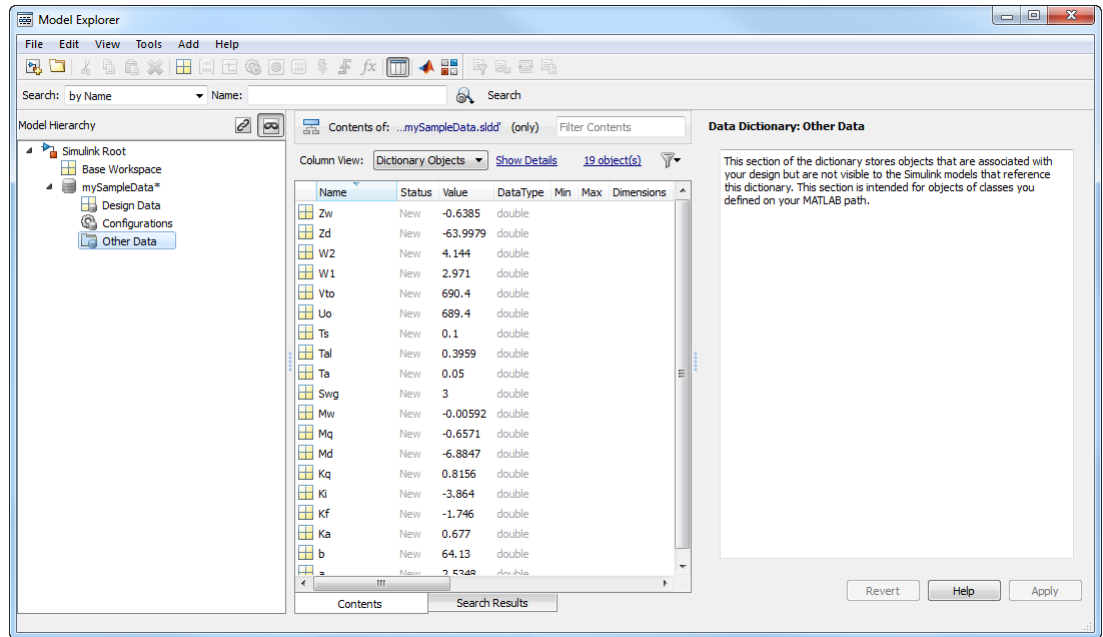 Model Explorer
File Edit View Tools Add Help
fx
Search: by Name Name: Search
Model Hierarchy
Simulink Root
Base Workspace
mySampleData*
Design Data
Configurations
Other Data
Contents of: ...mySampleData.sldd' (only) Filter Contents
Column View: Dictionary Objects Show Details 19 object(s)
Name Status Value DataType Min Max Dimensions
Zw New -0.6385 double
Zd New -63.9979 double
W2 New 4.144 double
W1 New 2.971 double
Vto New 690.4 double
Uo New 689.4 double
Ts New 0.1 double
Tal New 0.3959 double
Ta New 0.05 double
Swg New 3 double
Mw New -0.00592 double
Mq New -0.6571 double
Md New -6.8847 double
Kq New 0.8156 double
Ki New -3.864 double
Kf New -1.746 double
Ka New 0.677 double
b New 64.13 double
a New 2.5348 double
Contents Search Results
Data Dictionary: Other Data
This section of the dictionary stores objects that are associated with
your design but are not visible to the Simulink models that reference
this dictionary. This section is intended for objects of classes you
defined on your MATLAB path.
Revert Help Apply